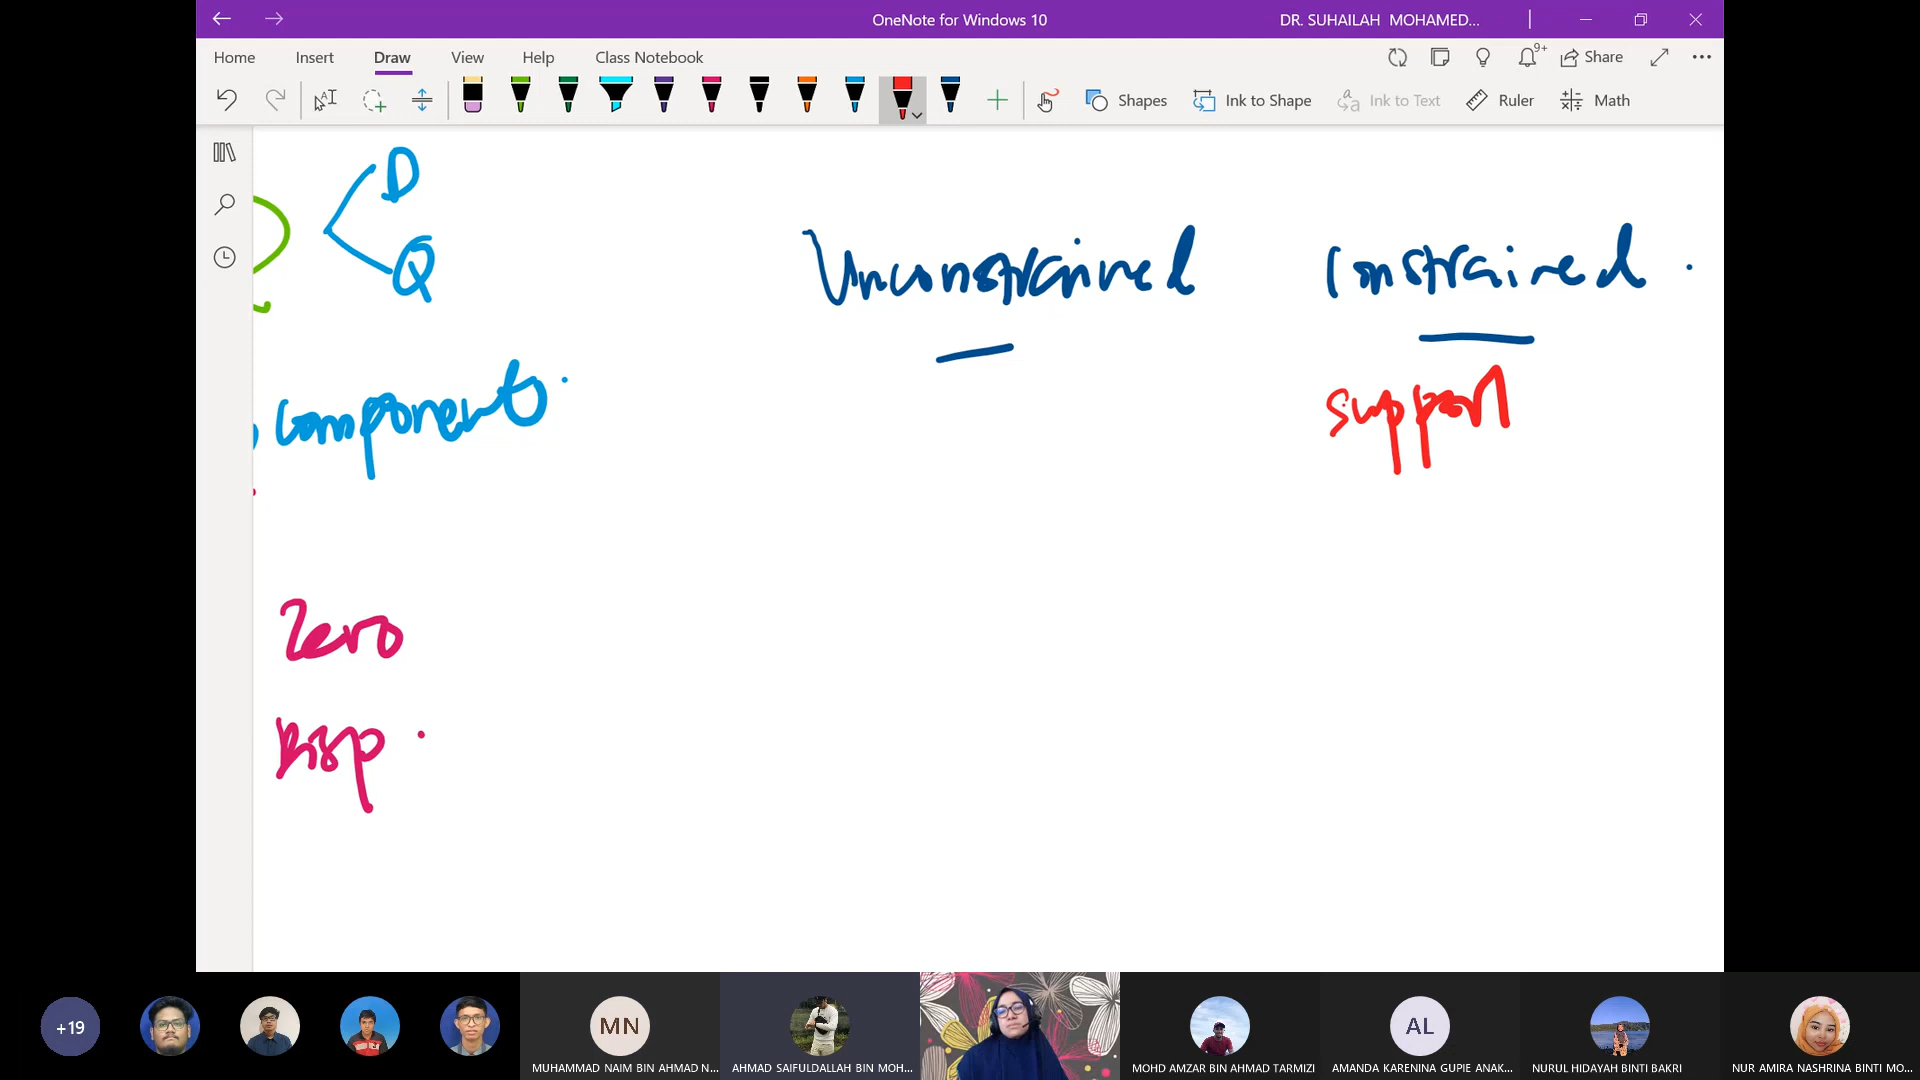 OneNote for Windows 10
DR. SUHAILAH MOHAMED...
Home Insert Draw View Help Class Notebook
9+
Share
Shapes Ink to Shape Ink to Text Ruler Math
D
Q
Unconstrained
Constrained .
support
component .
Zero
Disp .
+19
MN
AL
MUHAMMAD NAIM BIN AHMAD N...
AHMAD SAIFULDALLAH BIN MOH...
MOHD AMZAR BIN AHMAD TARMIZI
AMANDA KARENINA GUPIE ANAK...
NURUL HIDAYAH BINTI BAKRI
NUR AMIRA NASHRINA BINTI MO...